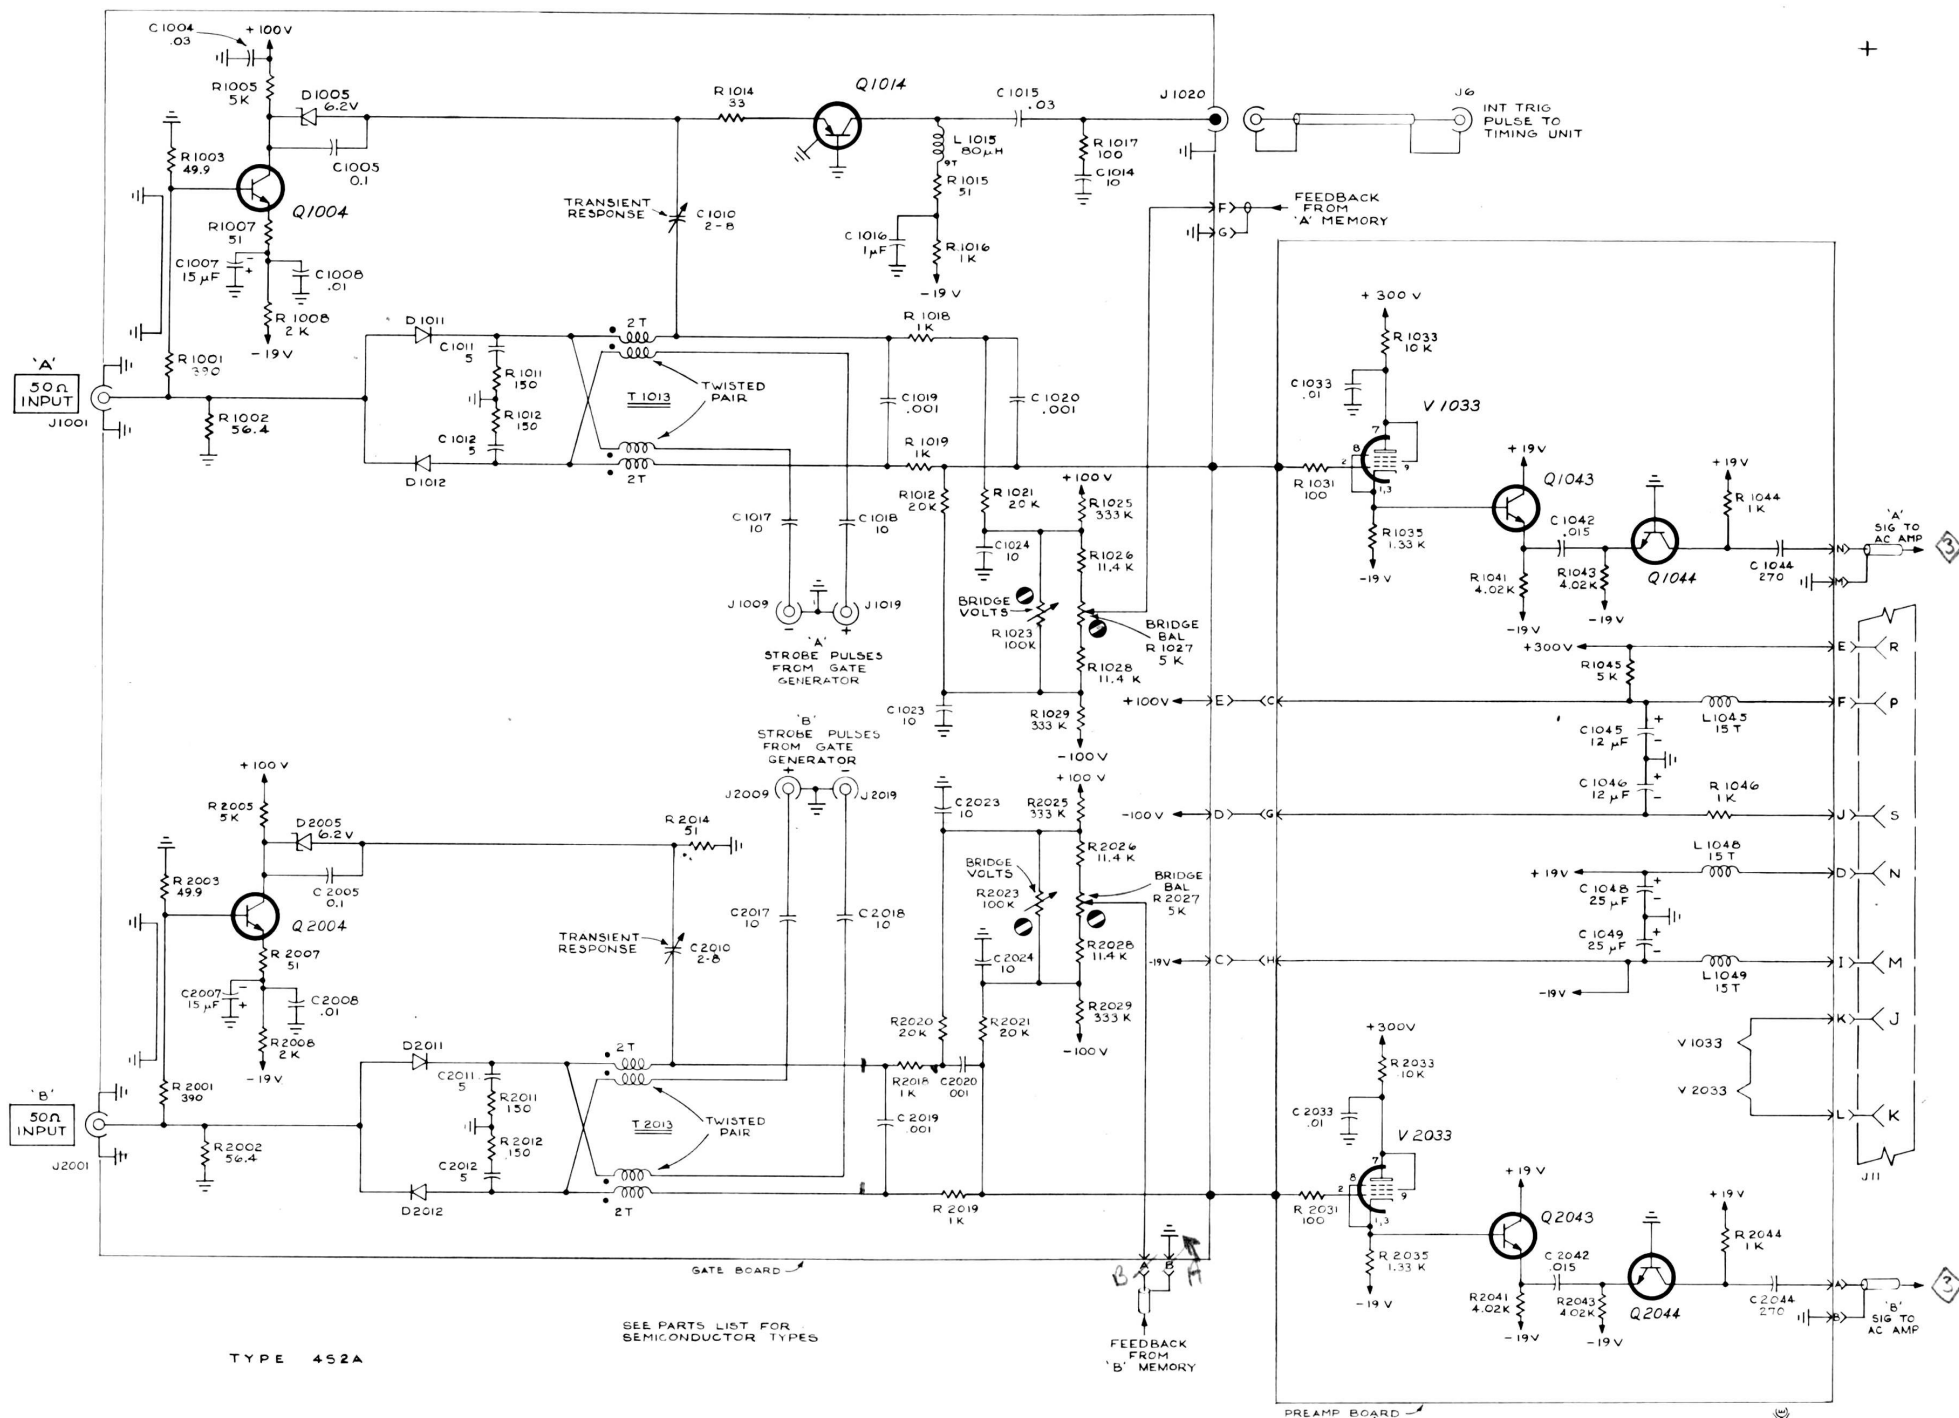 C1004
.03
+100V
R1005
5K
D1005
6.2V
C1005
0.1
R1003
49.9
Q1004
R1007
51
C1007
15µF
C1008
.01
R1008
2K
-19V
R1001
390
'A'
50Ω
INPUT
J1001
R1002
56.4
D1011
D1012
C1011
5
R1011
150
R1012
150
C1012
5
2T
T1013
TWISTED
PAIR
2T
TRANSIENT
RESPONSE
C1010
2-8
R1014
33
Q1014
C1015
.03
L1015
80µH
9T
R1015
51
C1016
1µF
R1016
1K
-19V
R1017
100
C1014
10
J1020
J6
INT TRIG
PULSE TO
TIMING UNIT
F
G
FEEDBACK
FROM
'A' MEMORY
R1018
1K
C1019
.001
C1020
.001
R1019
1K
R1012
20K
R1021
20K
+100V
R1025
333K
C1017
10
C1018
10
C1024
10
R1026
11.4K
BRIDGE
VOLTS
R1023
100K
BRIDGE
BAL
R1027
5K
R1028
11.4K
R1029
333K
-100V
C1023
10
J1009
-
J1019
+
'A'
STROBE PULSES
FROM GATE
GENERATOR
+300V
R1033
10K
C1033
.01
V1033
7
8
2
9
1,3
R1031
100
R1035
1.33K
-19V
+19V
Q1043
C1042
.015
R1041
4.02K
-19V
R1043
4.02K
-19V
Q1044
+19V
R1044
1K
C1044
270
N
M
'A'
SIG TO
AC AMP
3
+300V
R1045
5K
E
R
+100V
E
C
L1045
15T
F
P
C1045
12µF
+
-
C1046
12µF
+
-
R1046
1K
-100V
D
G
J
S
+19V
L1048
15T
D
N
C1048
25µF
+
-
C1049
25µF
+
-
-19V
C
H
L1049
15T
I
M
-19V
K
J
V1033
V2033
L
K
J11
'B'
STROBE PULSES
FROM GATE
GENERATOR
+
-
J2009
J2019
+100V
R2005
5K
D2005
6.2V
C2005
0.1
R2003
49.9
Q2004
R2007
51
C2007
15µF
C2008
.01
R2008
2K
-19V
R2001
390
'B'
50Ω
INPUT
J2001
R2002
56.4
R2014
51
TRANSIENT
RESPONSE
C2010
2-8
C2017
10
C2018
10
C2023
10
+100V
R2025
333K
R2026
11.4K
BRIDGE
VOLTS
R2023
100K
BRIDGE
BAL
R2027
5K
R2028
11.4K
C2024
10
R2029
333K
-100V
R2020
20K
R2021
20K
D2011
D2012
C2011
5
R2011
150
R2012
150
C2012
5
2T
T2013
TWISTED
PAIR
2T
R2018
1K
C2020
001
C2019
.001
R2019
1K
+300V
R2033
10K
C2033
.01
V2033
7
8
2
9
1,3
R2031
100
R2035
1.33K
-19V
+19V
Q2043
C2042
.015
R2041
4.02K
-19V
R2043
4.02K
-19V
Q2044
+19V
R2044
1K
C2044
270
A
B
'B'
SIG TO
AC AMP
3
GATE BOARD
A
B
B
A
FEEDBACK
FROM
'B' MEMORY
SEE PARTS LIST FOR
SEMICONDUCTOR TYPES
TYPE 4S2A
PREAMP BOARD